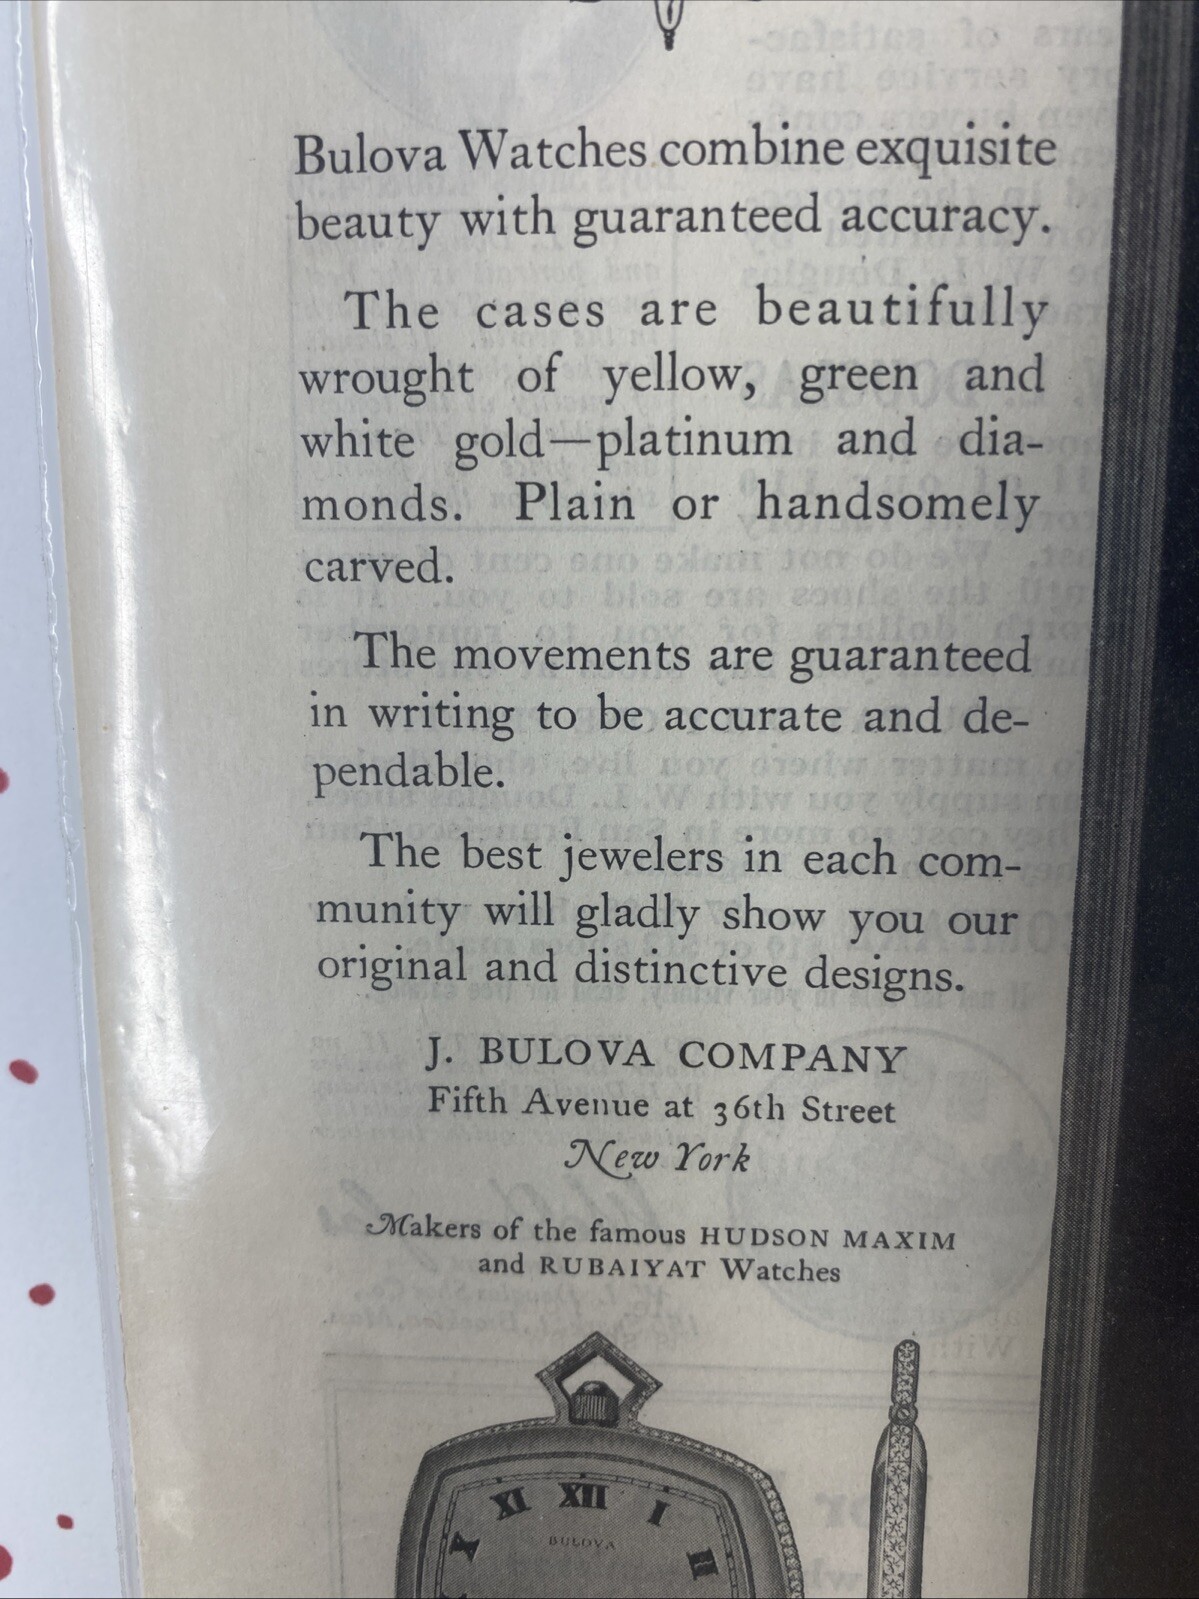 Bulova Watches combine exquisite
beauty with guaranteed accuracy.
The cases are beautifully
wrought of yellow, green and
white gold—platinum and dia-
monds. Plain or handsomely
carved.
The movements are guaranteed
in writing to be accurate and de-
pendable.
The best jewelers in each com-
munity will gladly show you our
original and distinctive designs.
J. BULOVA COMPANY
Fifth Avenue at 36th Street
New York
Makers of the famous HUDSON MAXIM
and RUBAIYAT Watches
XI XII I
X II
BULOVA